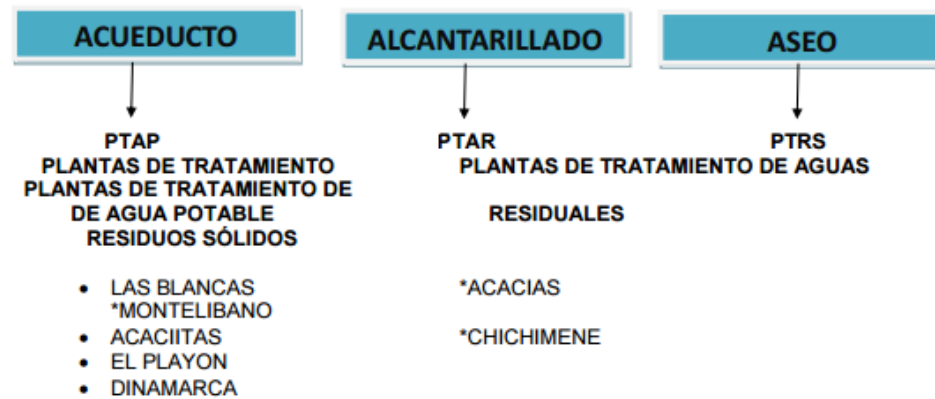 ACUEDUCTO ALCANTARILLADO ASEO
PTAP PTAR PTRS
PLANTAS DE TRATAMIENTO PLANTAS DE TRATAMIENTO DE AGUAS
PLANTAS DE TRATAMIENTO DE
DE AGUA POTABLE RESIDUALES
RESIDUOS SÓLIDOS
• LAS BLANCAS *ACACIAS
*MONTELIBANO
• ACACIITAS *CHICHIMENE
• EL PLAYON
• DINAMARCA